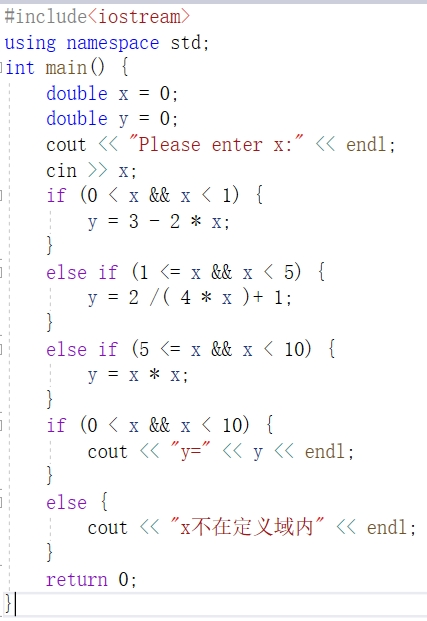 #include<iostream>
using namespace std;
int main() {
    double x = 0;
    double y = 0;
    cout << "Please enter x:" << endl;
    cin >> x;
    if (0 < x && x < 1) {
        y = 3 - 2 * x;
    }
    else if (1 <= x && x < 5) {
        y = 2 /( 4 * x )+ 1;
    }
    else if (5 <= x && x < 10) {
        y = x * x;
    }
    if (0 < x && x < 10) {
        cout << "y=" << y << endl;
    }
    else {
        cout << "x不在定义域内" << endl;
    }
    return 0;
}